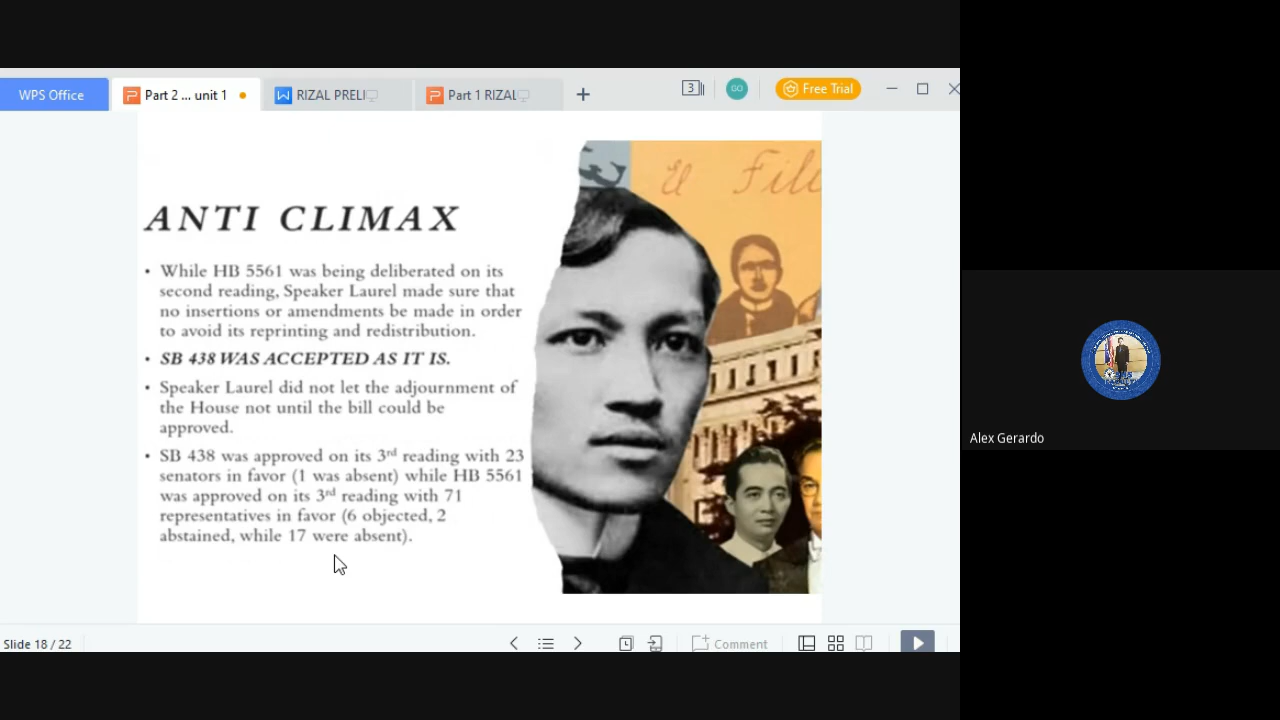 WPS Office
Part 2 ... unit 1
RIZAL PRELI
Part 1 RIZAL
3
GO
Free Trial
El Fili
ANTI CLIMAX
• While HB 5561 was being deliberated on its
second reading, Speaker Laurel made sure that
no insertions or amendments be made in order
to avoid its reprinting and redistribution.
• SB 438 WAS ACCEPTED AS IT IS.
• Speaker Laurel did not let the adjournment of
the House not until the bill could be
approved.
• SB 438 was approved on its 3rd reading with 23
senators in favor (1 was absent) while HB 5561
was approved on its 3rd reading with 71
representatives in favor (6 objected, 2
abstained, while 17 were absent).
Alex Gerardo
Slide 18 / 22
Comment